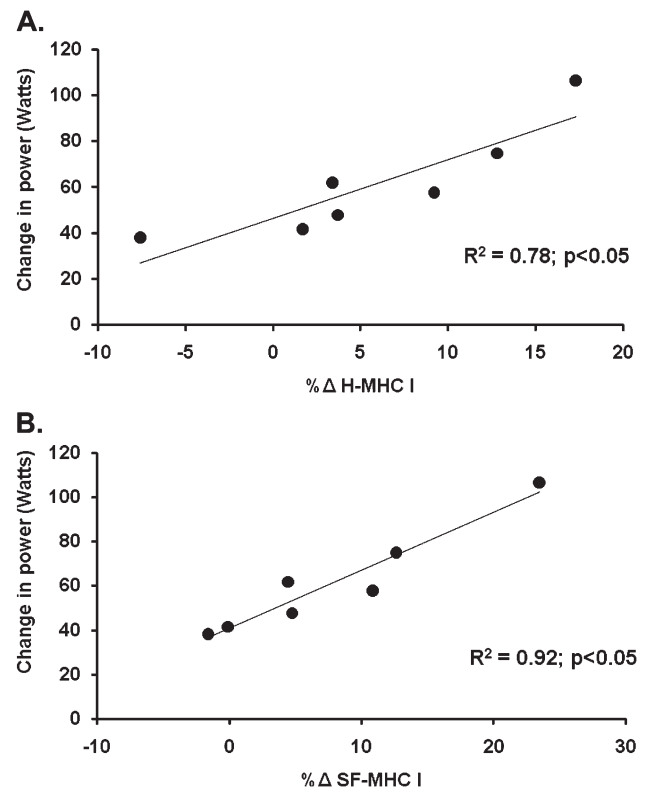 A.
120
100
80
60
40
20
0
Change in power (Watts)
R² = 0.78; p<0.05
-10 -5 0 5 10 15 20
% Δ H-MHC I
B.
120
100
80
60
40
20
0
Change in power (Watts)
R² = 0.92; p<0.05
-10 0 10 20 30
% Δ SF-MHC I